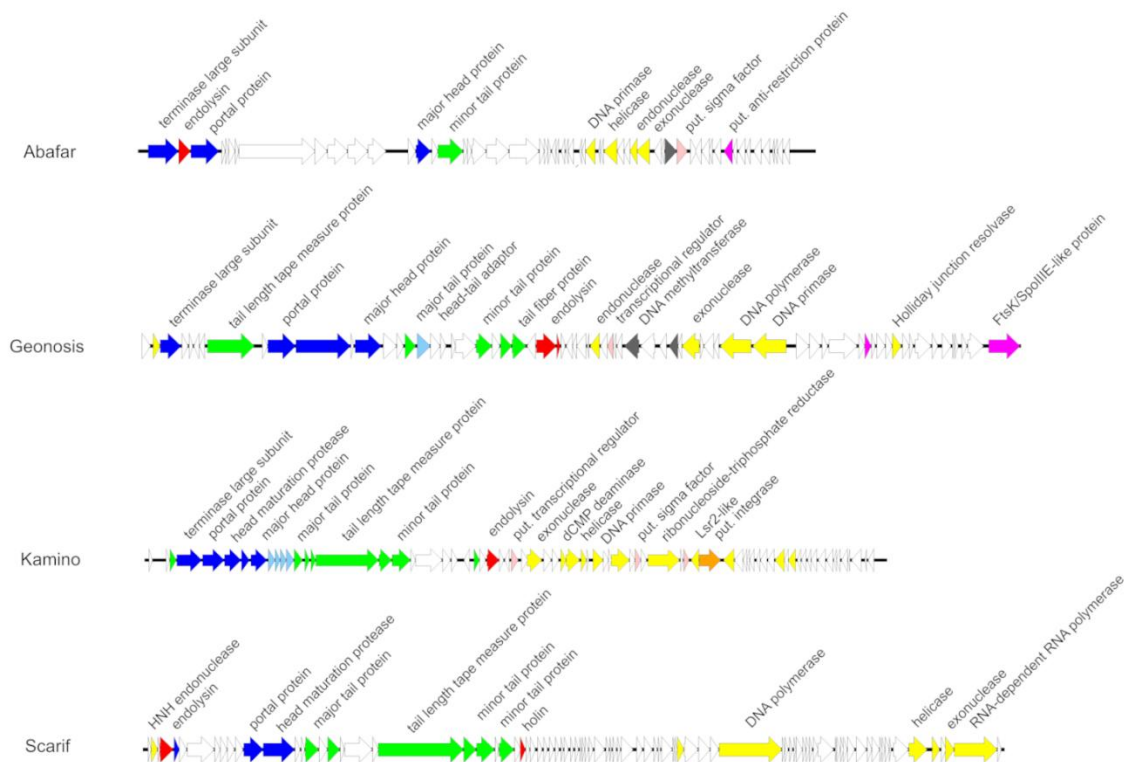 terminase large subunit
endolysin
portal protein
major head protein
minor tail protein
DNA primase
helicase
endonuclease
exonuclease
put. sigma factor
put. anti-restriction protein
Abafar
terminase large subunit
tail length tape measure protein
portal protein
major head protein
major tail protein
head-tail adaptor
minor tail protein
tail fiber protein
endolysin
endonuclease
transcriptional regulator
DNA methyltransferase
exonuclease
DNA polymerase
DNA primase
Holliday junction resolvase
FtsK/SpoIIIE-like protein
Geonosis
terminase large subunit
portal protein
head maturation protease
major head protein
major tail protein
tail length tape measure protein
minor tail protein
endolysin
put. transcriptional regulator
exonuclease
dCMP deaminase
helicase
DNA primase
put. sigma factor
ribonucleoside-triphosphate reductase
Lsr2-like
put. integrase
Kamino
HNH endonuclease
endolysin
portal protein
head maturation protease
major tail protein
tail length tape measure protein
minor tail protein
minor tail protein
holin
DNA polymerase
helicase
exonuclease
RNA-dependent RNA polymerase
Scarif